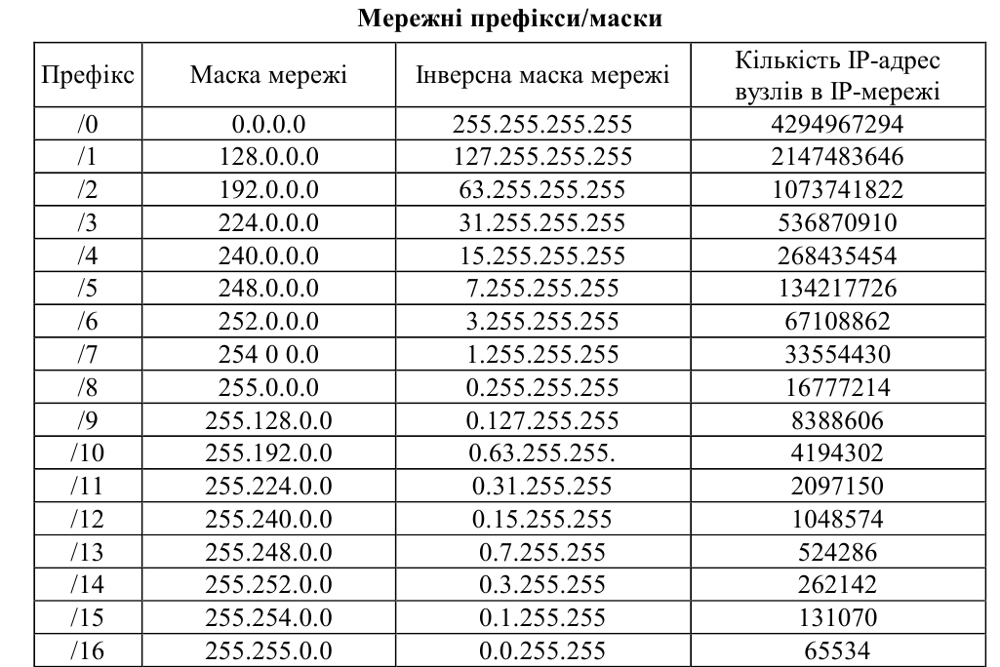 Мережні префікси/маски
Префікс Маска мережі Інверсна маска мережі Кількість ІР-адрес вузлів в ІР-мережі
/0 0.0.0.0 255.255.255.255 4294967294
/1 128.0.0.0 127.255.255.255 2147483646
/2 192.0.0.0 63.255.255.255 1073741822
/3 224.0.0.0 31.255.255.255 536870910
/4 240.0.0.0 15.255.255.255 268435454
/5 248.0.0.0 7.255.255.255 134217726
/6 252.0.0.0 3.255.255.255 67108862
/7 254 0 0.0 1.255.255.255 33554430
/8 255.0.0.0 0.255.255.255 16777214
/9 255.128.0.0 0.127.255.255 8388606
/10 255.192.0.0 0.63.255.255. 4194302
/11 255.224.0.0 0.31.255.255 2097150
/12 255.240.0.0 0.15.255.255 1048574
/13 255.248.0.0 0.7.255.255 524286
/14 255.252.0.0 0.3.255.255 262142
/15 255.254.0.0 0.1.255.255 131070
/16 255.255.0.0 0.0.255.255 65534